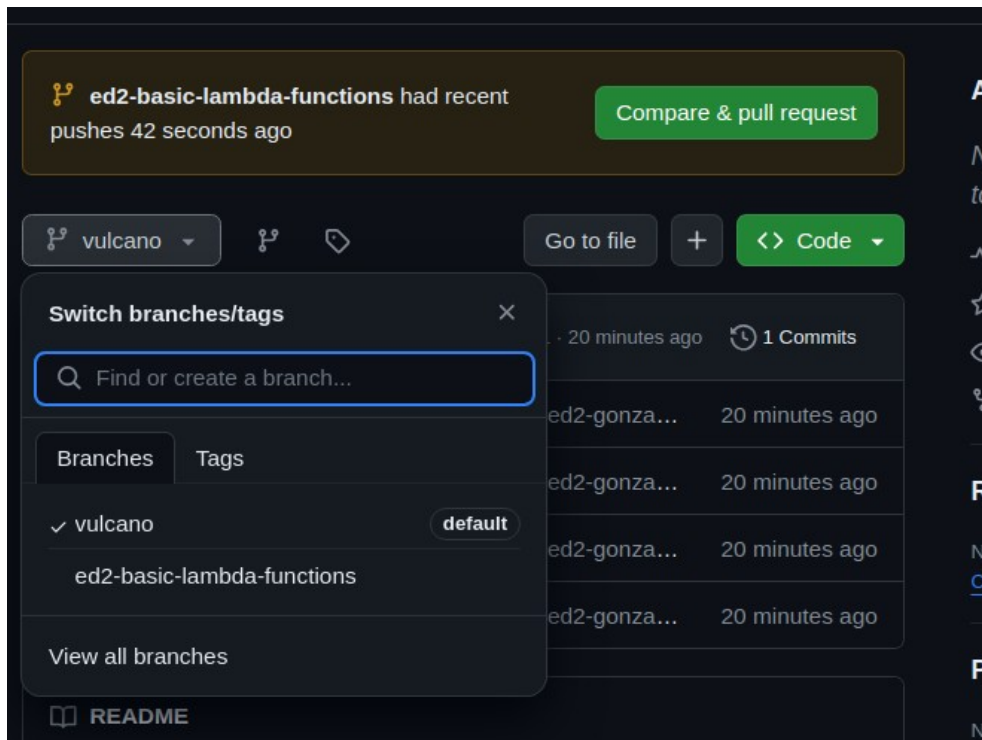 ed2-basic-lambda-functions had recent
pushes 42 seconds ago
Compare & pull request
vulcano
Go to file
+
Code
Switch branches/tags
20 minutes ago
1 Commits
Find or create a branch...
ed2-gonza... 20 minutes ago
Branches
Tags
ed2-gonza... 20 minutes ago
vulcano
default
ed2-gonza... 20 minutes ago
ed2-basic-lambda-functions
ed2-gonza... 20 minutes ago
View all branches
README